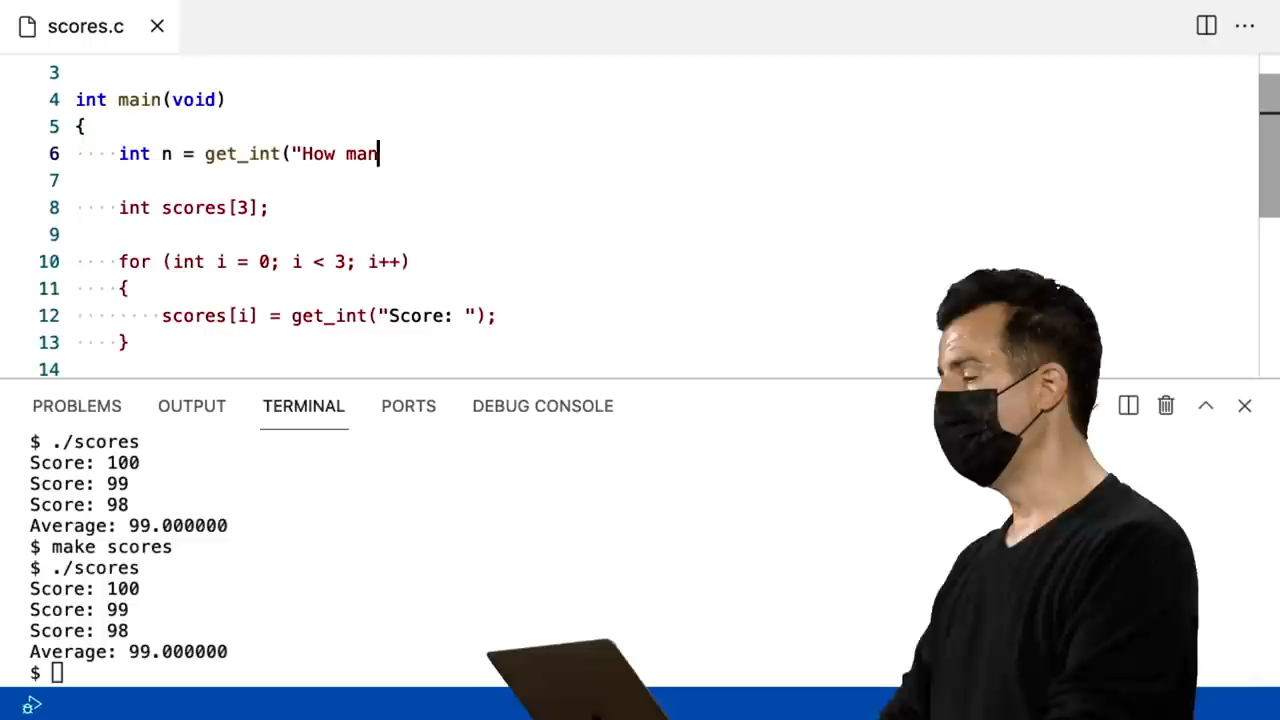 scores.c
3
4 int main(void)
5 {
6 int n = get_int("How man
7
8 int scores[3];
9
10 for (int i = 0; i < 3; i++)
11 {
12 scores[i] = get_int("Score: ");
13 }
14
PROBLEMS OUTPUT TERMINAL PORTS DEBUG CONSOLE
$ ./scores
Score: 100
Score: 99
Score: 98
Average: 99.000000
$ make scores
$ ./scores
Score: 100
Score: 99
Score: 98
Average: 99.000000
$